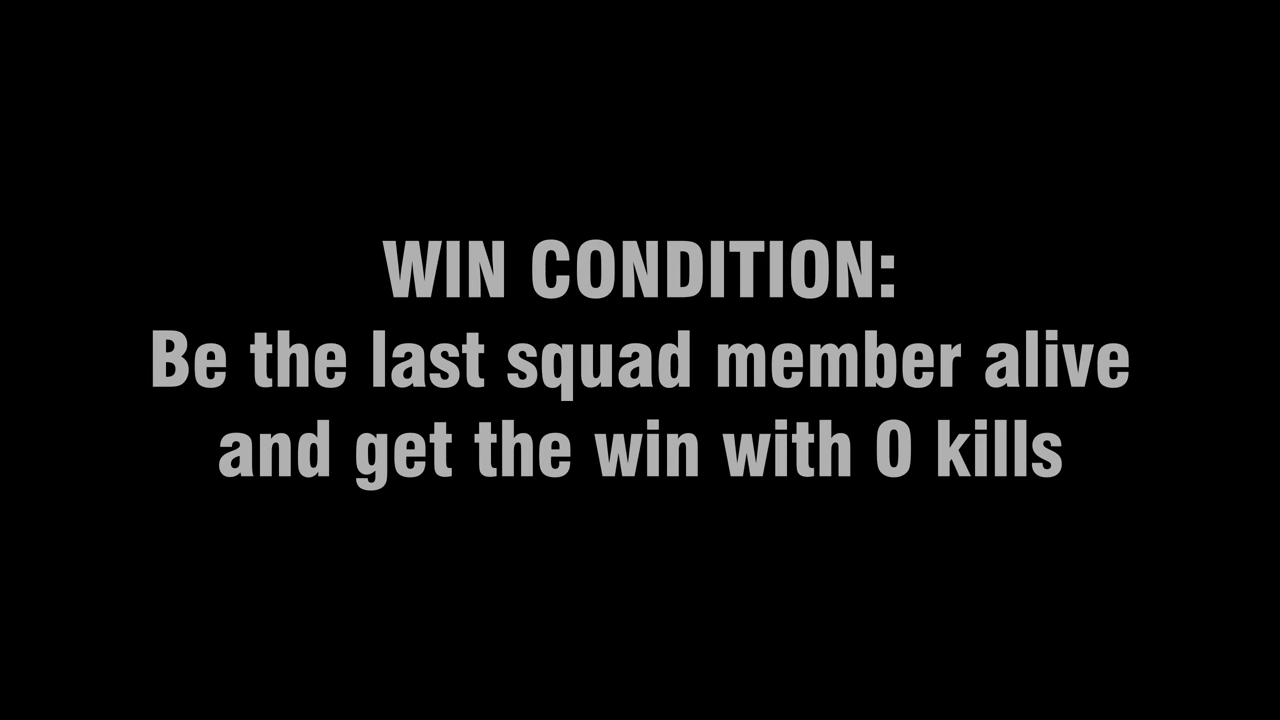 WIN CONDITION:
Be the last squad member alive
and get the win with 0 kills